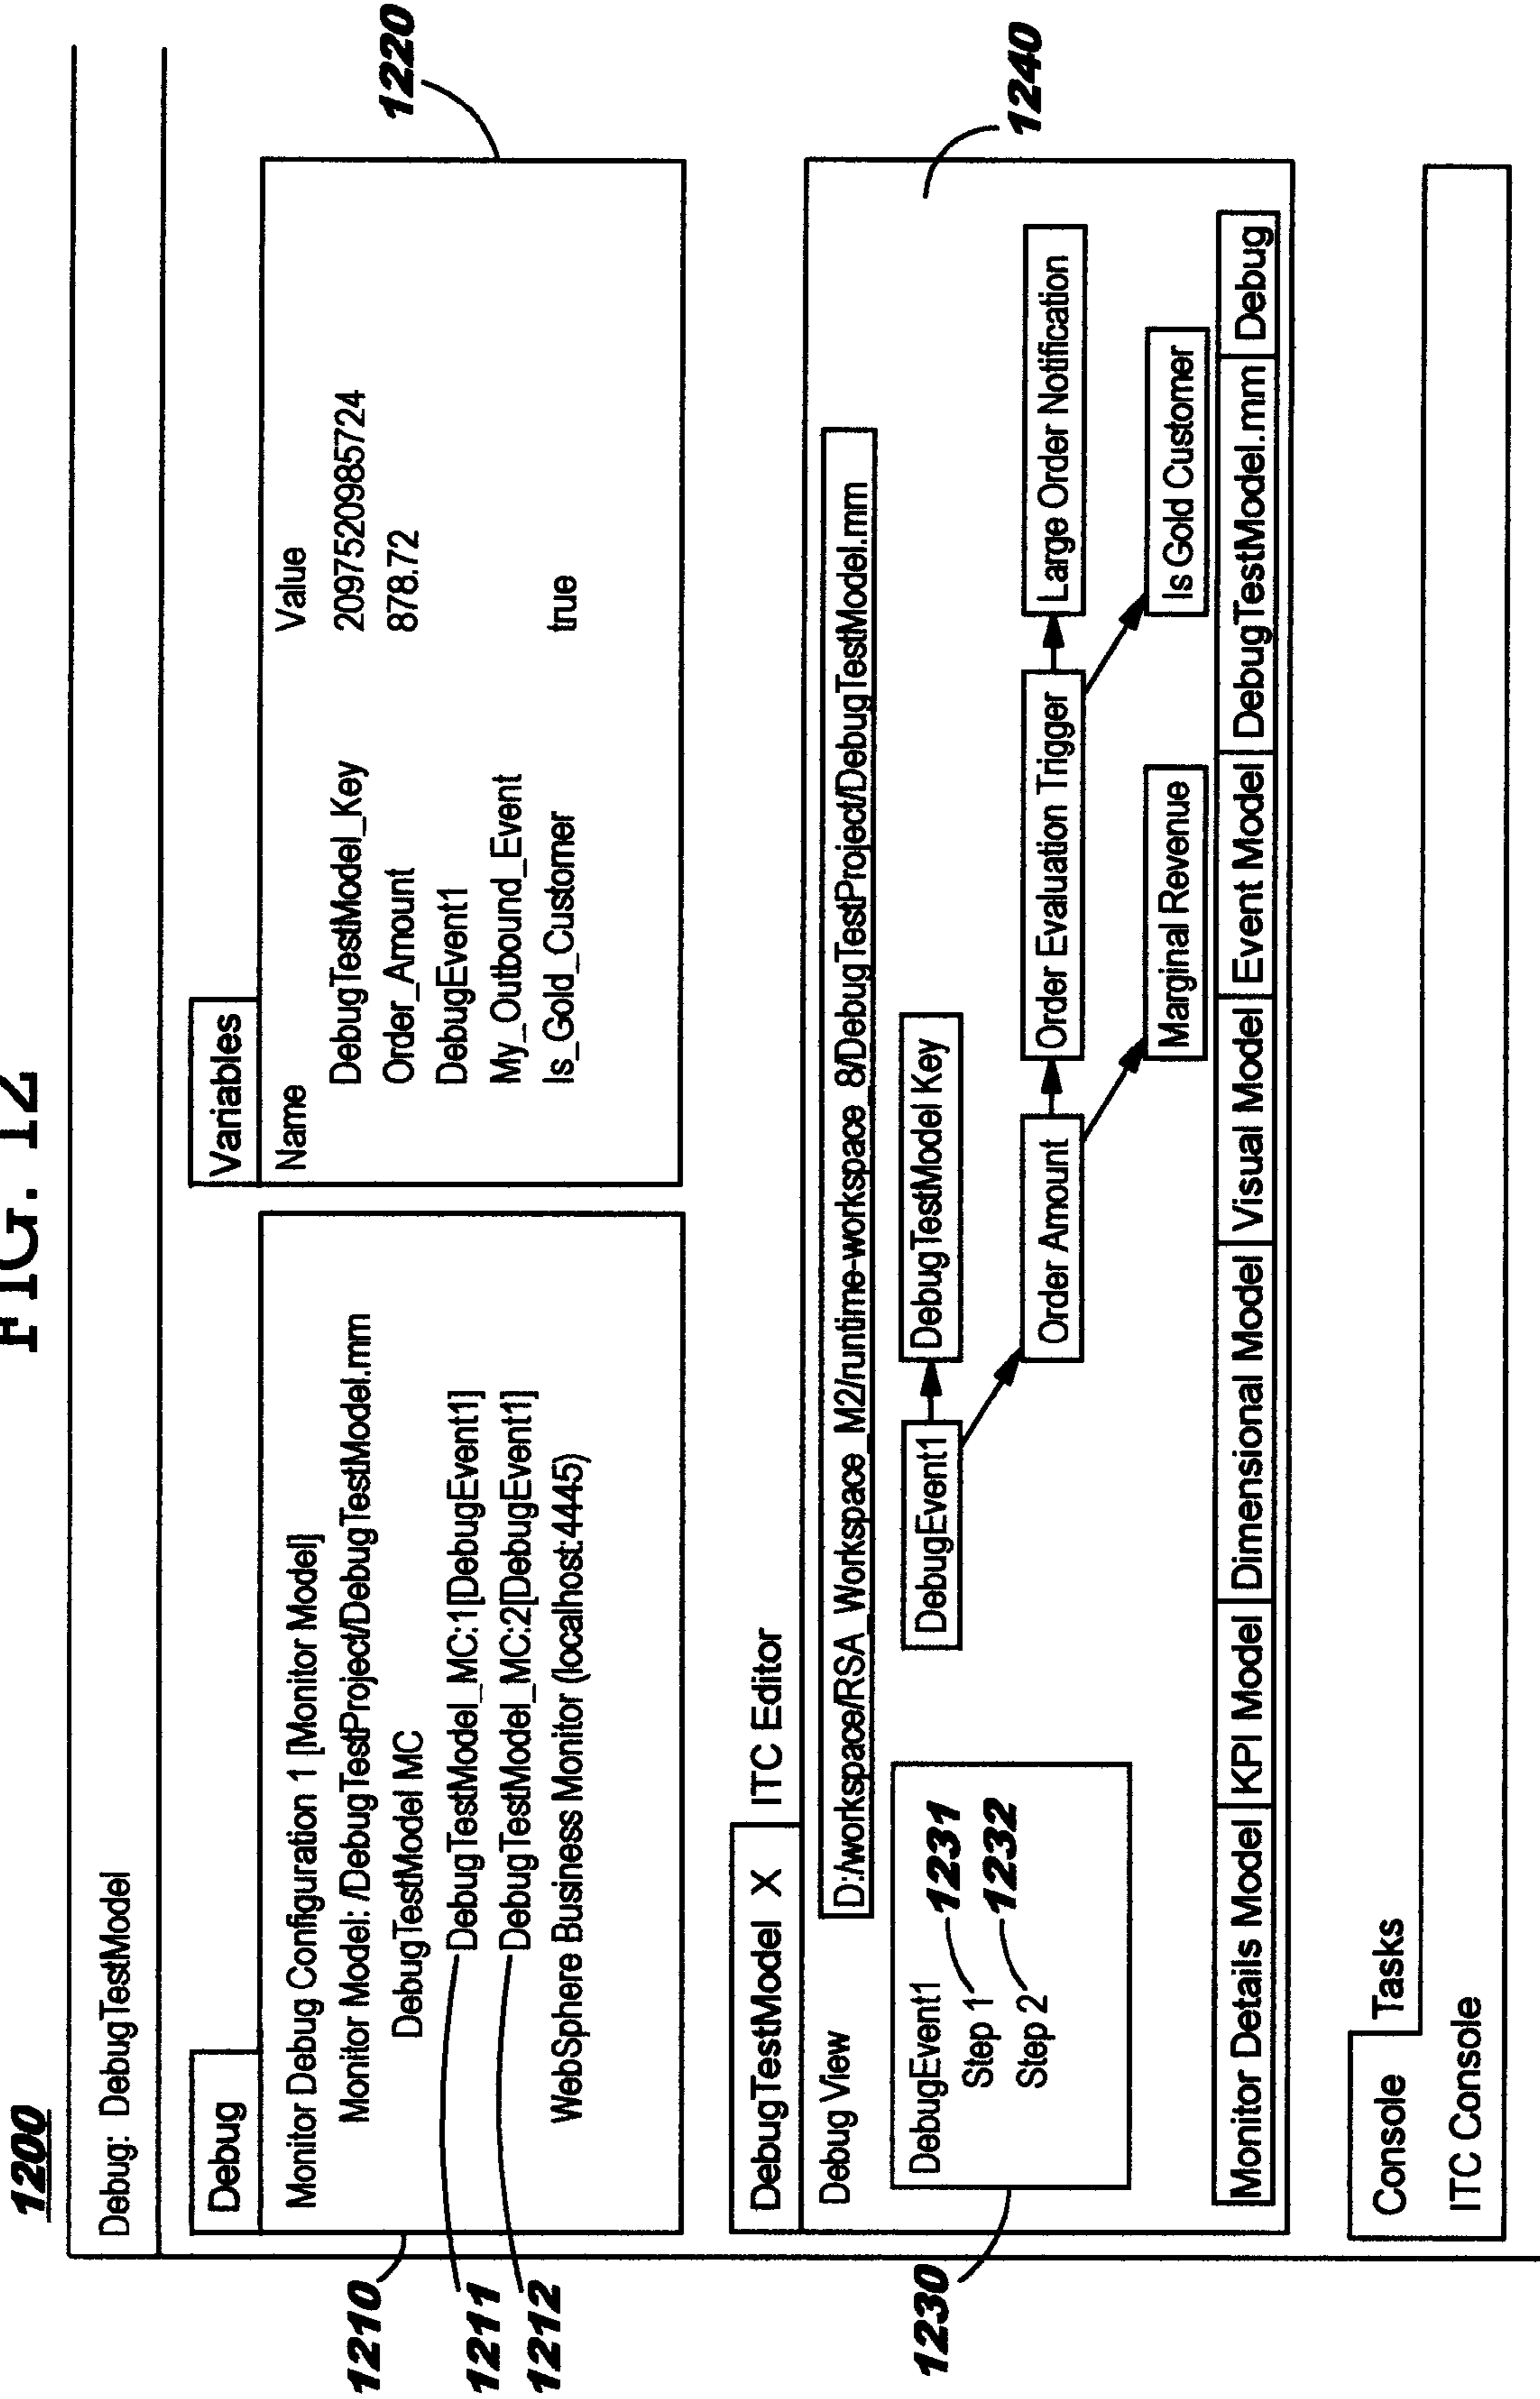 FIG. 12
1200
Debug: DebugTestModel
Debug
Monitor Debug Configuration 1 [Monitor Model]
Monitor Model: /DebugTestProject/DebugTestModel.mm
DebugTestModel MC
DebugTestModel_MC:1[DebugEvent1]
DebugTestModel_MC:2[DebugEvent1]
WebSphere Business Monitor (localhost:4445)
1210
1211
1212
Variables
Name Value
DebugTestModel_Key 2097520985724
Order_Amount 878.72
DebugEvent1
My_Outbound_Event
Is_Gold_Customer true
1220
DebugTestModel X ITC Editor
Debug View
D:/workspace/RSA_Workspace_M2/runtime-workspace_8/DebugTestProject/DebugTestModel.mm
DebugEvent1
Step 1
Step 2
1231
1232
1230
DebugEvent1
DebugTestModel Key
Order Amount
Order Evaluation Trigger
Large Order Notification
Marginal Revenue
Is Gold Customer
1240
Monitor Details Model KPI Model Dimensional Model Visual Model Event Model DebugTestModel.mm Debug
Console Tasks
ITC Console